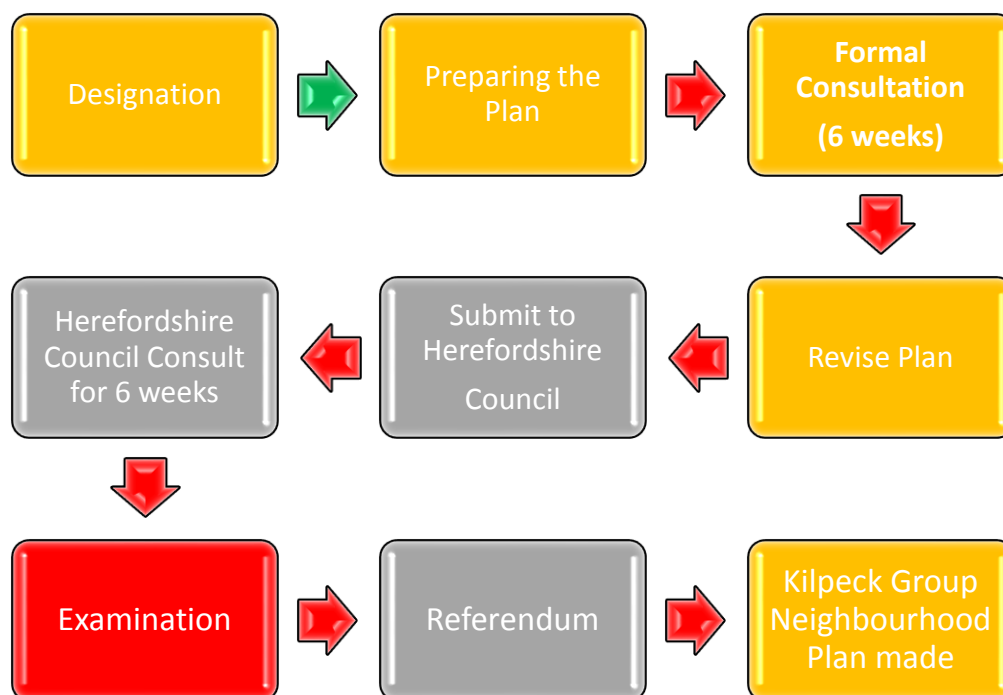 Designation
Preparing the
Plan
Formal
Consultation
(6 weeks)
Herefordshire
Council Consult
for 6 weeks
Submit to
Herefordshire
Council
Revise Plan
Examination
Referendum
Kilpeck Group
Neighbourhood
Plan made